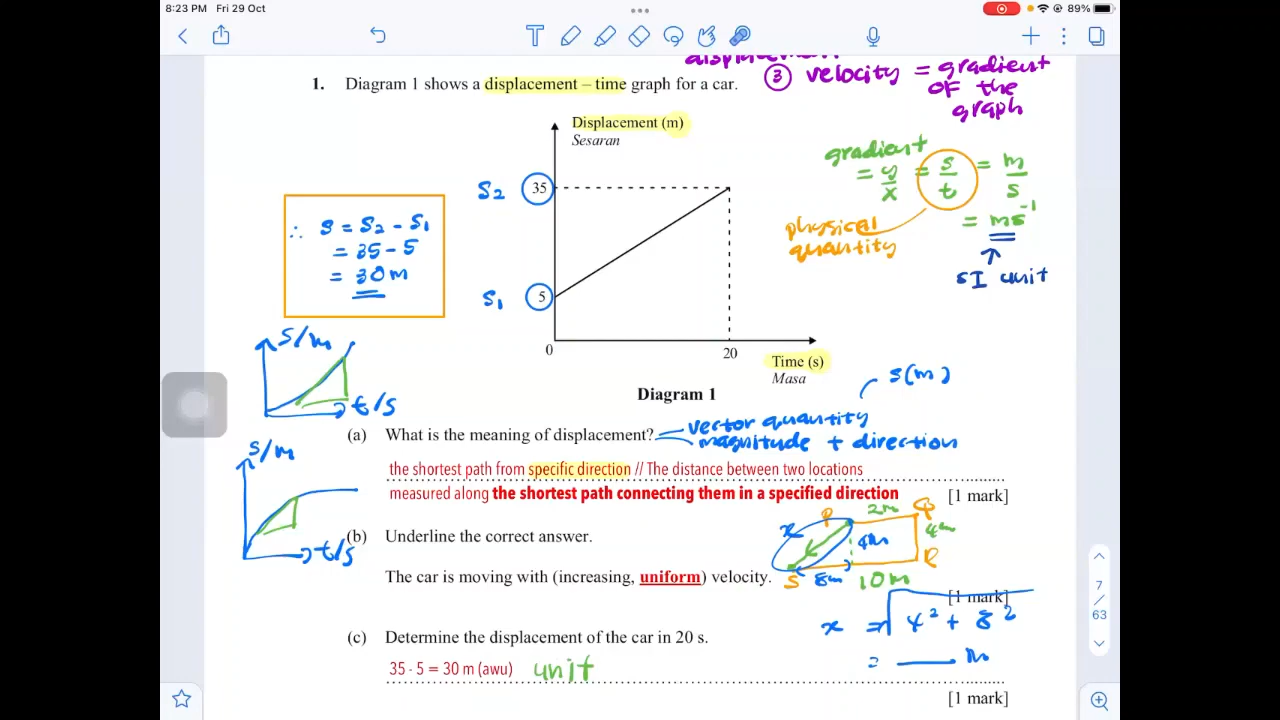 8:23 PM Fri 29 Oct
89%
displacement
③ velocity = gradient
of the
graph
1. Diagram 1 shows a displacement – time graph for a car.
Displacement (m)
Sesaran
S2 35
S1 5
0
20
Time (s)
Masa
Diagram 1
∴ s = S2 - S1
= 35 - 5
= 30m
gradient
= y/x = s/t = m/s
= ms⁻¹
physical
quantity
SI unit
s/m
t/s
s/m
t/s
s(m)
vector quantity
magnitude + direction
(a) What is the meaning of displacement?
the shortest path from specific direction // The distance between two locations
measured along the shortest path connecting them in a specified direction
[1 mark]
(b) Underline the correct answer.
The car is moving with (increasing, uniform) velocity.
[1 mark]
P 2m Q
x 4m 4m
S 8m 10m R
x = √4² + 8²
= m
(c) Determine the displacement of the car in 20 s.
35 - 5 = 30 m (awu) unit
[1 mark]
7
/
63